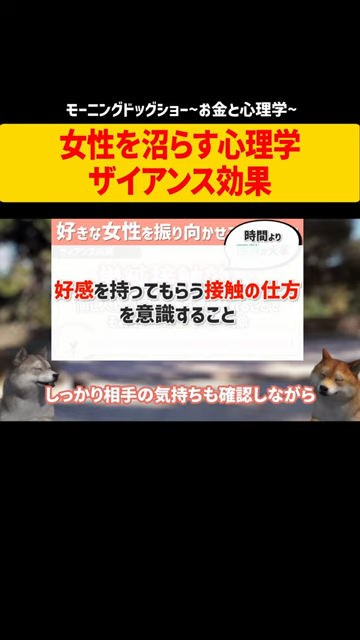 モーニングドッグショー~お金と心理学~
女性を沼らす心理学
ザイアンス効果
好きな女性を振り向かせ
時間より
好感を持ってもらう接触の仕方
を意識すること
しっかり相手の気持ちも確認しながら